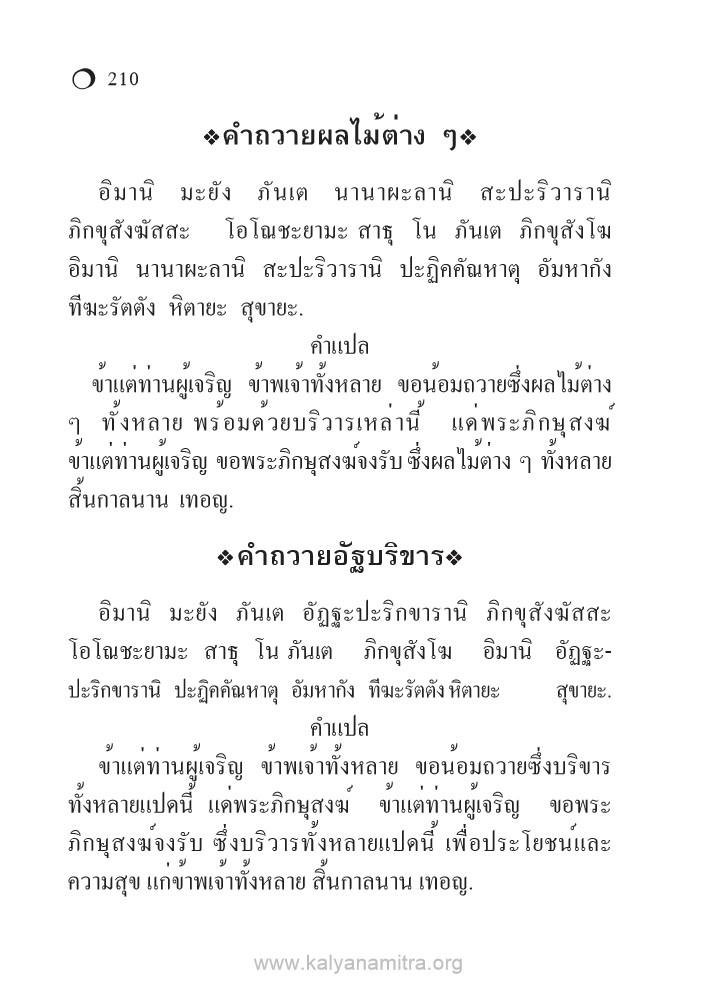 210
❖คำถวายผลไม้ต่าง ๆ❖
อิมานิ มะยัง ภันเต นานาผะลานิ สะปะริวารานิ
ภิกขุสังฆัสสะ โอโณชะยามะ สาธุ โน ภันเต ภิกขุสังโฆ
อิมานิ นานาผะลานิ สะปะริวารานิ ปะฏิคคัณหาตุ อัมหากัง
ทีฆะรัตตัง หิตายะ สุขายะ.
คำแปล
ข้าแต่ท่านผู้เจริญ ข้าพเจ้าทั้งหลาย ขอน้อมถวายซึ่งผลไม้ต่าง
ๆ ทั้งหลาย พร้อมด้วยบริวารเหล่านี้ แด่พระภิกษุสงฆ์
ข้าแต่ท่านผู้เจริญ ขอพระภิกษุสงฆ์จงรับ ซึ่งผลไม้ต่าง ๆ ทั้งหลาย
สิ้นกาลนาน เทอญ.
❖คำถวายอัฐบริขาร❖
อิมานิ มะยัง ภันเต อัฏฐะปะริกขารานิ ภิกขุสังฆัสสะ
โอโณชะยามะ สาธุ โน ภันเต ภิกขุสังโฆ อิมานิ อัฏฐะ-
ปะริกขารานิ ปะฏิคคัณหาตุ อัมหากัง ทีฆะรัตตัง หิตายะ สุขายะ.
คำแปล
ข้าแต่ท่านผู้เจริญ ข้าพเจ้าทั้งหลาย ขอน้อมถวายซึ่งบริขาร
ทั้งหลายแปดนี้ แด่พระภิกษุสงฆ์ ข้าแต่ท่านผู้เจริญ ขอพระ
ภิกษุสงฆ์จงรับ ซึ่งบริวารทั้งหลายแปดนี้ เพื่อประโยชน์และ
ความสุข แก่ข้าพเจ้าทั้งหลาย สิ้นกาลนาน เทอญ.
www.kalyanamitra.org